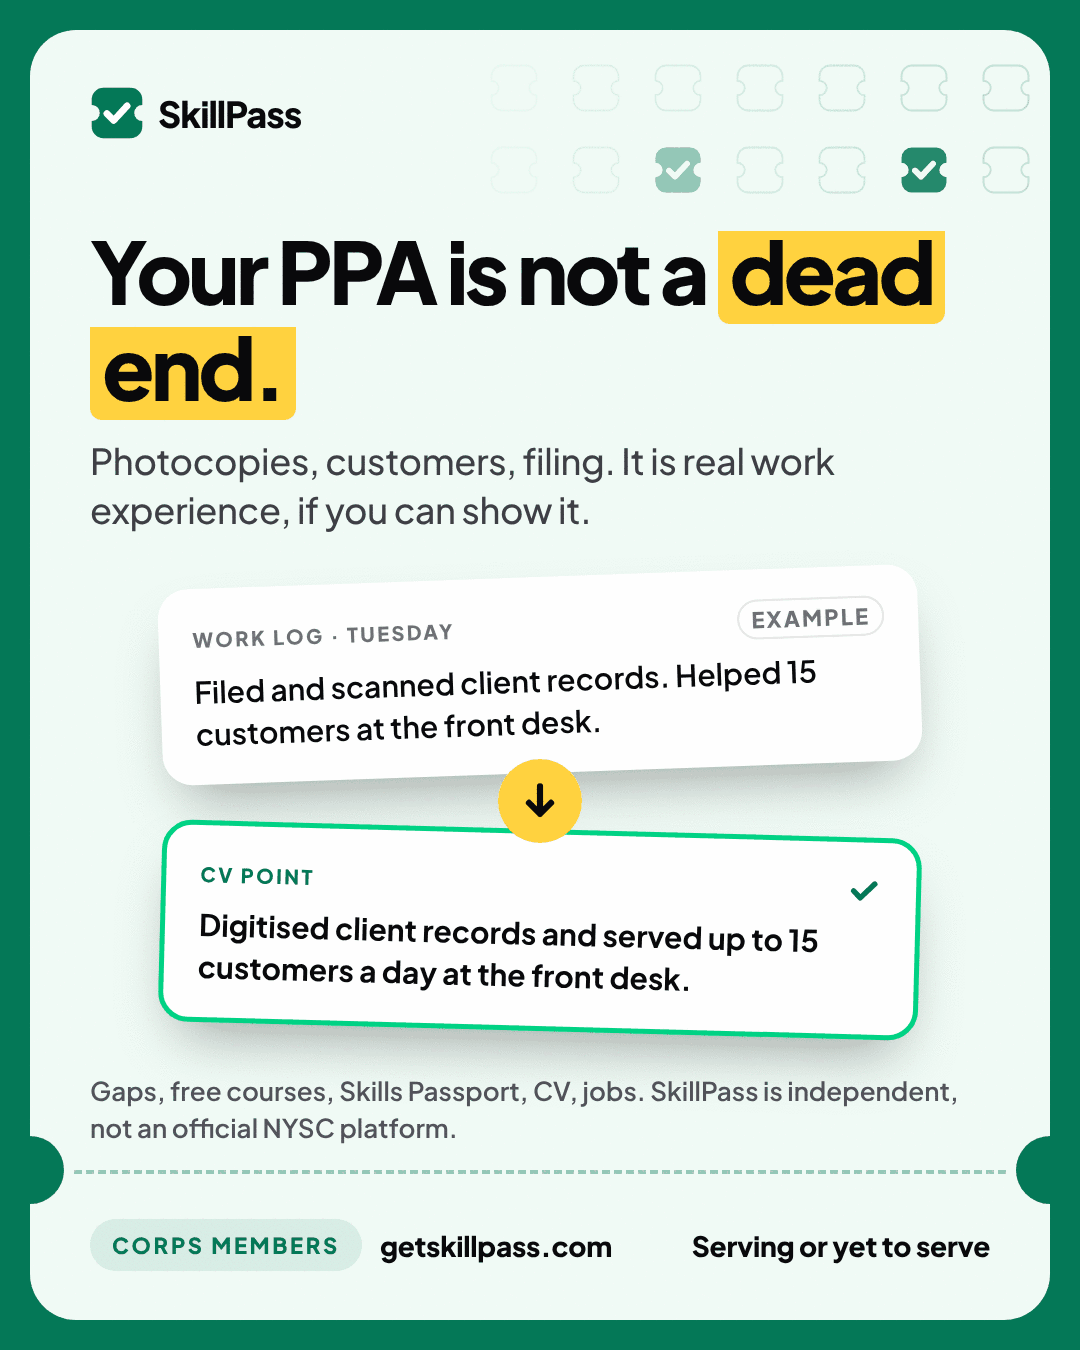 SkillPass
Your PPA is not a dead
end.
Photocopies, customers, filing. It is real work
experience, if you can show it.
WORK LOG · TUESDAY
EXAMPLE
Filed and scanned client records. Helped 15
customers at the front desk.
CV POINT
Digitised client records and served up to 15
customers a day at the front desk.
Gaps, free courses, Skills Passport, CV, jobs. SkillPass is independent,
not an official NYSC platform.
CORPS MEMBERS
getskillpass.com
Serving or yet to serve